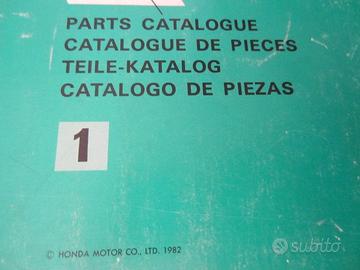 PARTS CATALOGUE
CATALOGUE DE PIECES
TEILE-KATALOG
CATALOGO DE PIEZAS
1
© HONDA MOTOR CO., LTD. 1982
subito